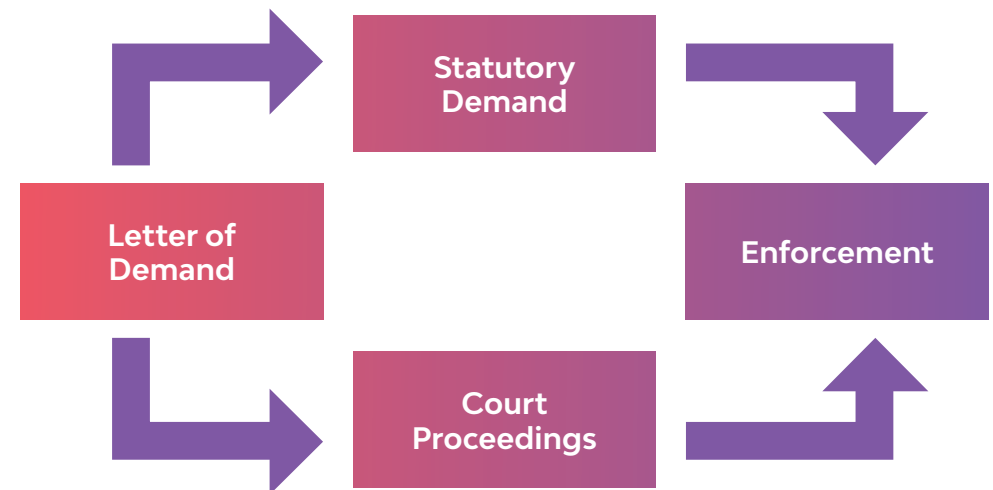 Statutory
Demand
Letter of
Demand
Enforcement
Court
Proceedings